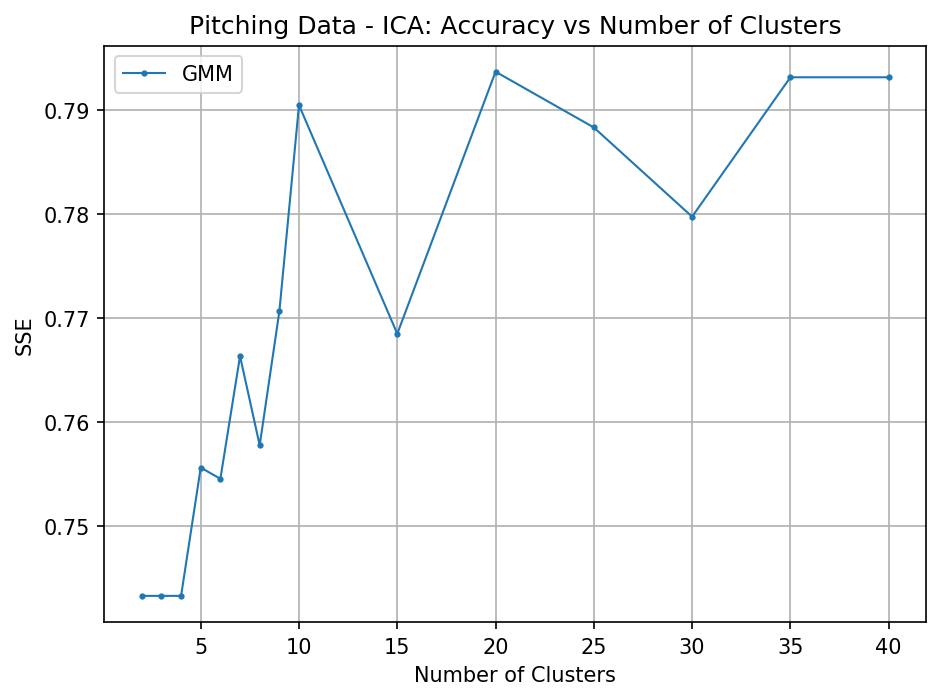 Pitching Data - ICA: Accuracy vs Number of Clusters
GMM
SSE
0.79
0.78
0.77
0.76
0.75
5 10 15 20 25 30 35 40
Number of Clusters